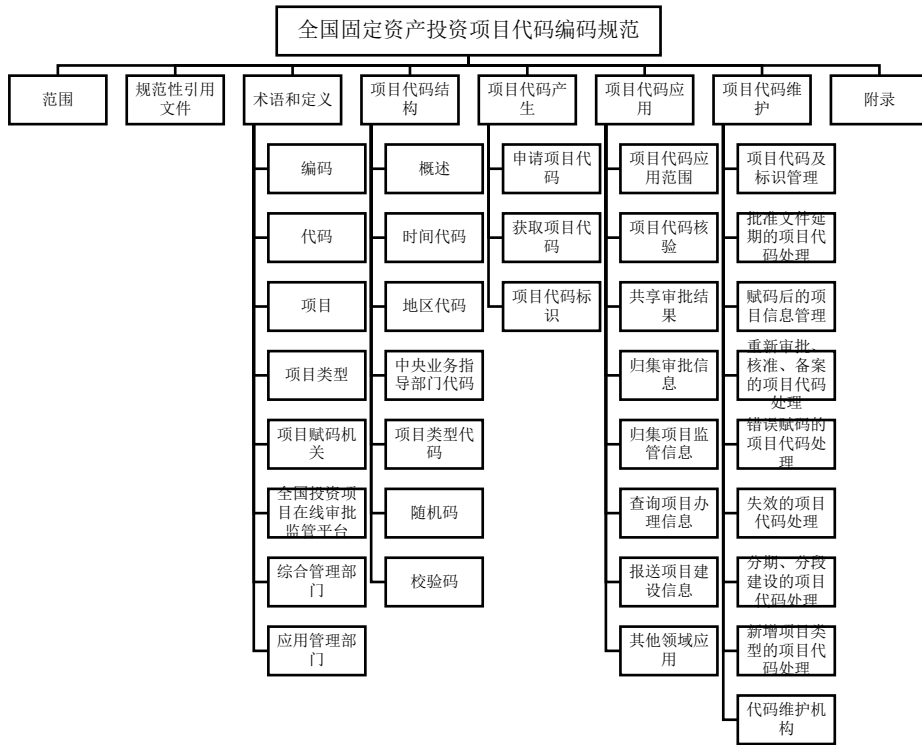 全国固定资产投资项目代码编码规范
范围
规范性引用
文件
术语和定义
项目代码结
构
项目代码产
生
项目代码应
用
项目代码维
护
附录
编码
代码
项目
项目类型
项目赋码机
关
全国投资项
目在线审批
监管平台
综合管理部
门
应用管理部
门
概述
时间代码
地区代码
中央业务指
导部门代码
项目类型代
码
随机码
校验码
申请项目代
码
获取项目代
码
项目代码标
识
项目代码应
用范围
项目代码核
验
共享审批结
果
归集审批信
息
归集项目监
管信息
查询项目办
理信息
报送项目建
设信息
其他领域应
用
项目代码及
标识管理
批准文件延
期的项目代
码处理
赋码后的项
目信息管理
重新审批、
核准、备案
的项目代码
处理
错误赋码的
项目代码处
理
失效的项目
代码处理
分期、分段
建设的项目
代码处理
新增项目类
型的项目代
码处理
代码维护机
构